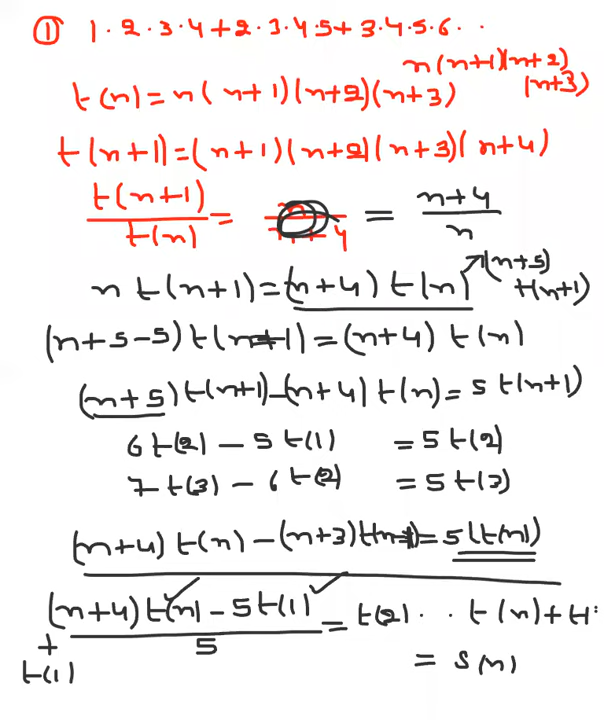 ① 1·2·3·4+2·3·4·5+3·4·5·6··
n(n+1)(n+2)
(n+3)
t(n)=n(n+1)(n+2)(n+3)
t(n+1)=(n+1)(n+2)(n+3)(n+4)
t(n+1)/t(n) = = n+4/n
n t(n+1)=(n+4) t(n)
(n+5)
t(n+1)
(n+5-5) t(n+1)=(n+4) t(n)
(n+5) t(n+1)-(n+4) t(n)=5 t(n+1)
6 t(2) - 5 t(1) = 5 t(2)
7 t(3) - 6 t(2) = 5 t(3)
(n+4) t(n) - (n+3) t(n-1) = 5 (t(n))
(n+4) t(n) - 5 t(1) / 5 = t(2) · · t(n) +
+
t(1)
= S(n)